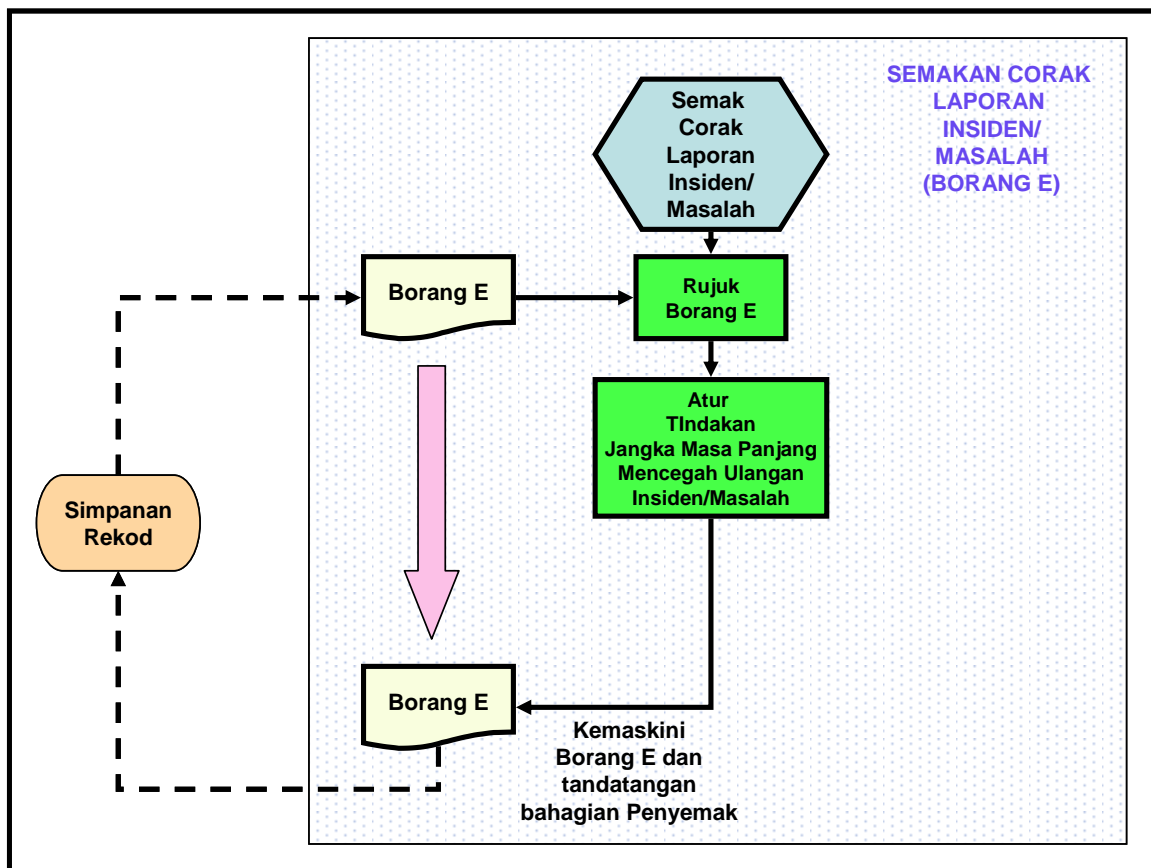 SEMAKAN CORAK
LAPORAN
INSIDEN/
MASALAH
(BORANG E)
Semak
Corak
Laporan
Insiden/
Masalah
Borang E
Rujuk
Borang E
Atur
TIndakan
Jangka Masa Panjang
Mencegah Ulangan
Insiden/Masalah
Simpanan
Rekod
Borang E
Kemaskini
Borang E dan
tandatangan
bahagian Penyemak